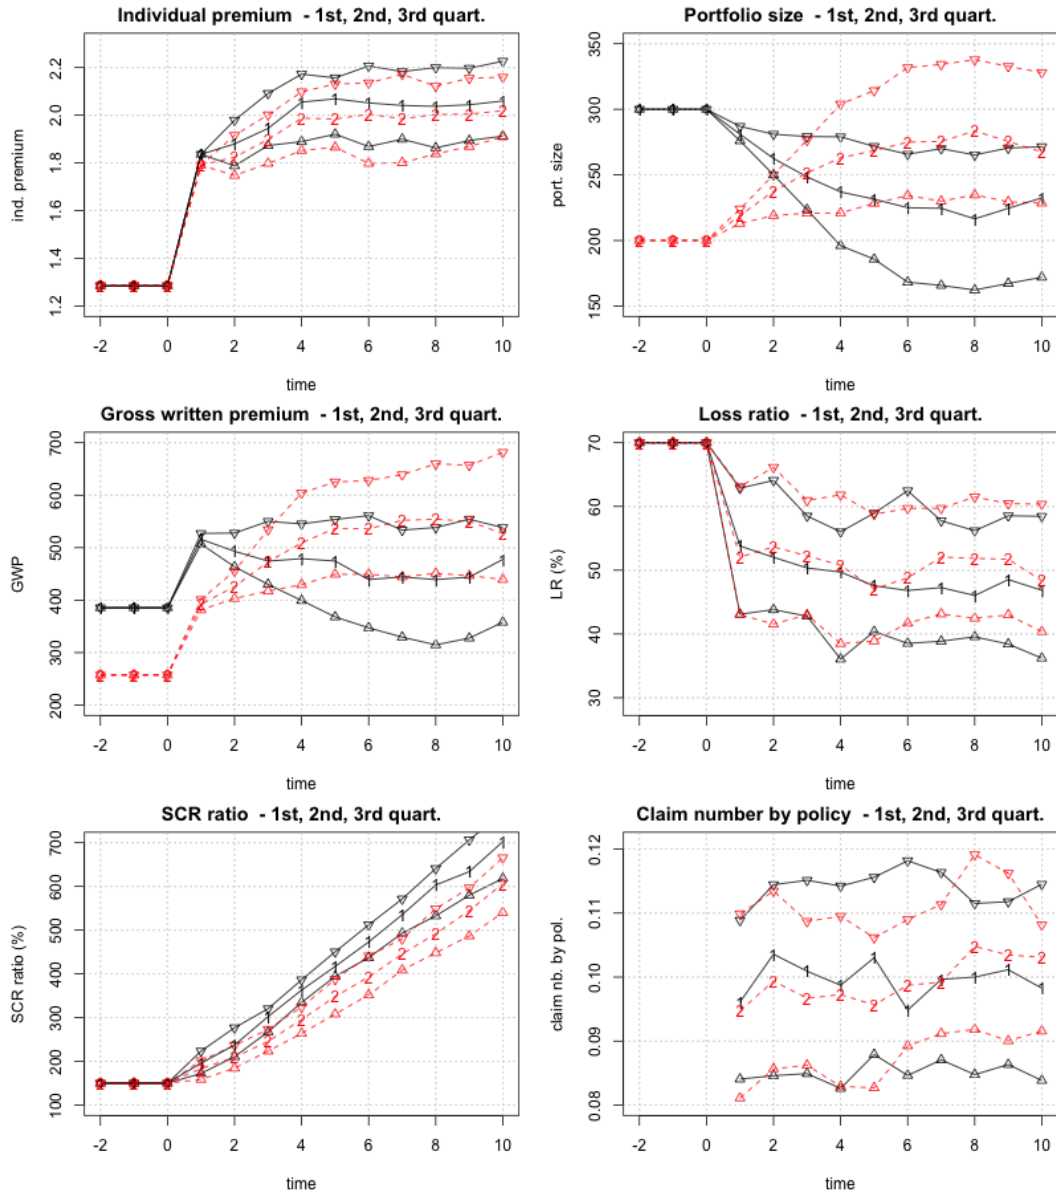 Individual premium - 1st, 2nd, 3rd quart.
ind. premium
2.2
2.0
1.8
1.6
1.4
1.2
-2 0 2 4 6 8 10
time
Portfolio size - 1st, 2nd, 3rd quart.
port. size
350
300
250
200
150
-2 0 2 4 6 8 10
time
Gross written premium - 1st, 2nd, 3rd quart.
GWP
700
600
500
400
300
200
-2 0 2 4 6 8 10
time
Loss ratio - 1st, 2nd, 3rd quart.
LR (%)
70
60
50
40
30
-2 0 2 4 6 8 10
time
SCR ratio - 1st, 2nd, 3rd quart.
SCR ratio (%)
700
600
500
400
300
200
100
-2 0 2 4 6 8 10
time
Claim number by policy - 1st, 2nd, 3rd quart.
claim nb. by pol.
0.12
0.11
0.10
0.09
0.08
-2 0 2 4 6 8 10
time